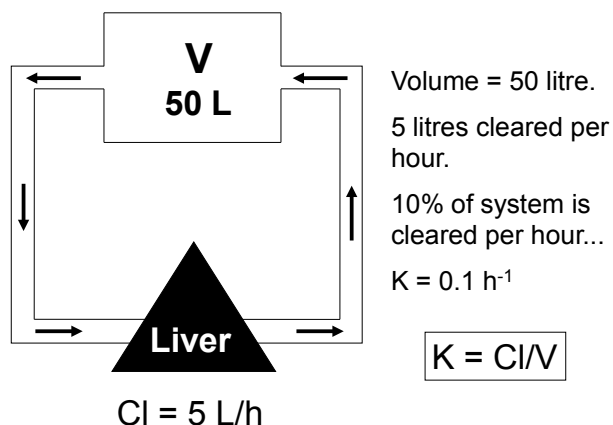 V
50 L
Volume = 50 litre.
5 litres cleared per
hour.
10% of system is
cleared per hour...
K = 0.1 h⁻¹
Liver
K = Cl/V
Cl = 5 L/h